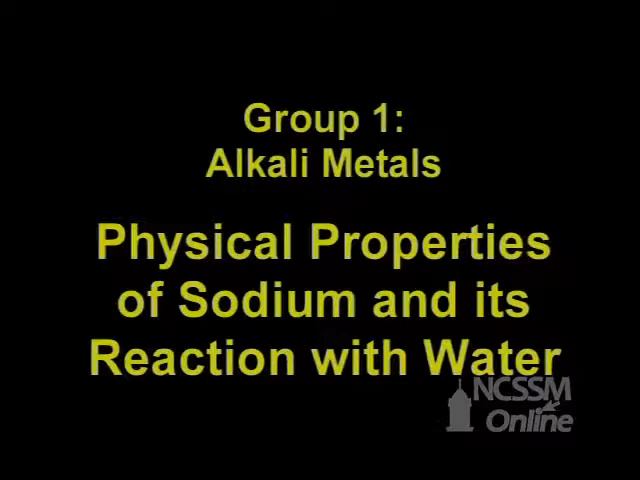 Group 1:
Alkali Metals
Physical Properties
of Sodium and its
Reaction with Water
NCSSM
Online